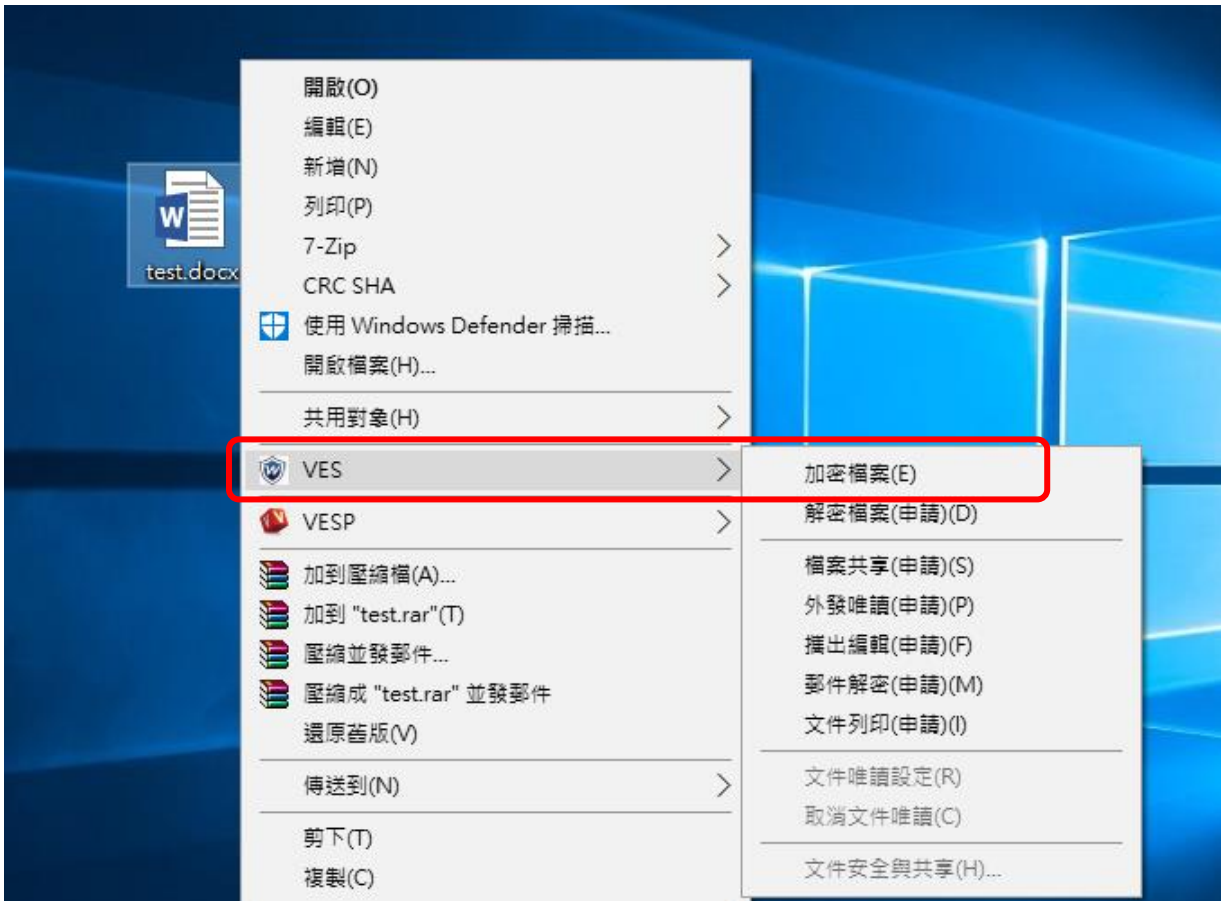 test.docx
開啟(O)
編輯(E)
新增(N)
列印(P)
7-Zip
CRC SHA
使用 Windows Defender 掃描...
開啟檔案(H)...
共用對象(H)
VES
VESP
加到壓縮檔(A)...
加到 "test.rar"(T)
壓縮並發郵件...
壓縮成 "test.rar" 並發郵件
還原舊版(V)
傳送到(N)
剪下(T)
複製(C)
加密檔案(E)
解密檔案(申請)(D)
檔案共享(申請)(S)
外發唯讀(申請)(P)
攜出編輯(申請)(F)
郵件解密(申請)(M)
文件列印(申請)(I)
文件唯讀設定(R)
取消文件唯讀(C)
文件安全與共享(H)...